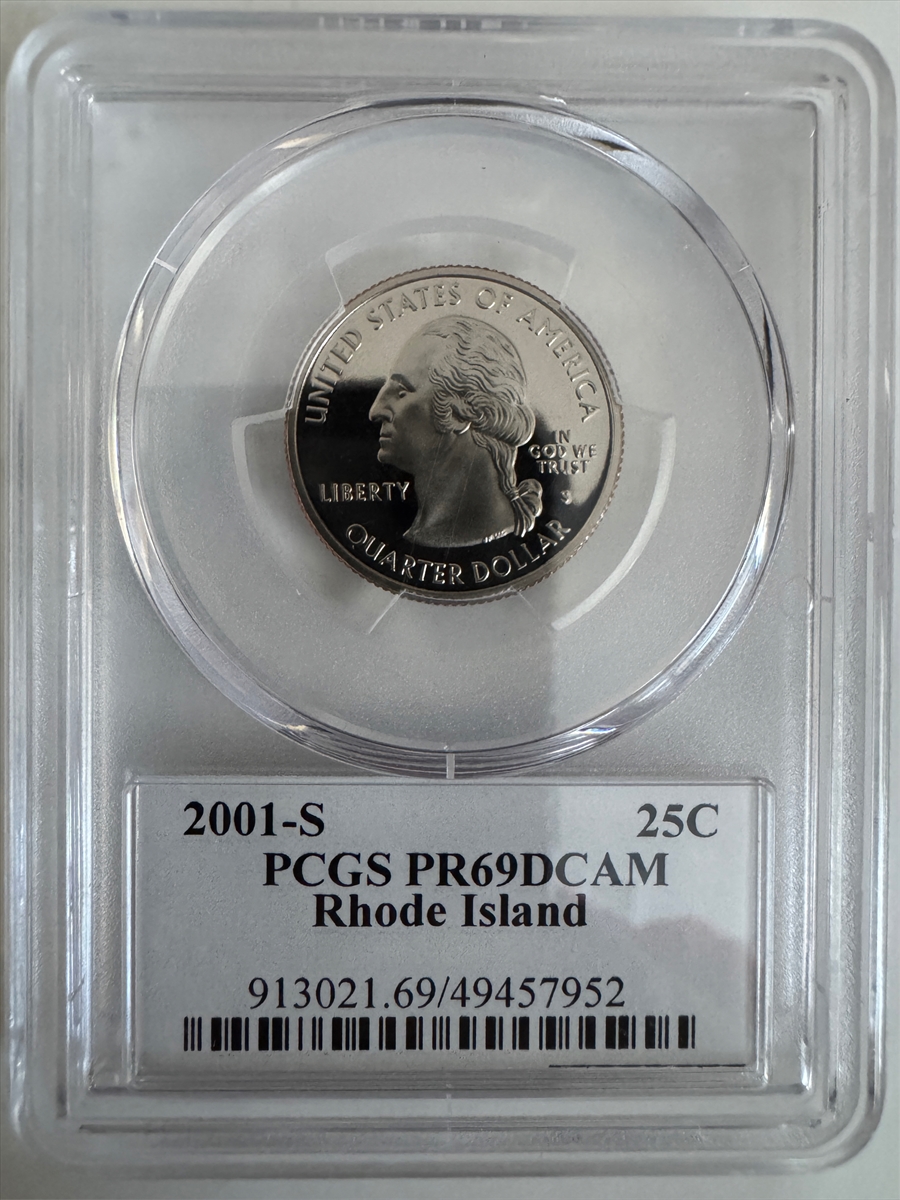 UNITED STATES OF AMERICA
IN
GOD WE
TRUST
LIBERTY
S
QUARTER DOLLAR
2001-S 25C
PCGS PR69DCAM
Rhode Island
913021.69/49457952